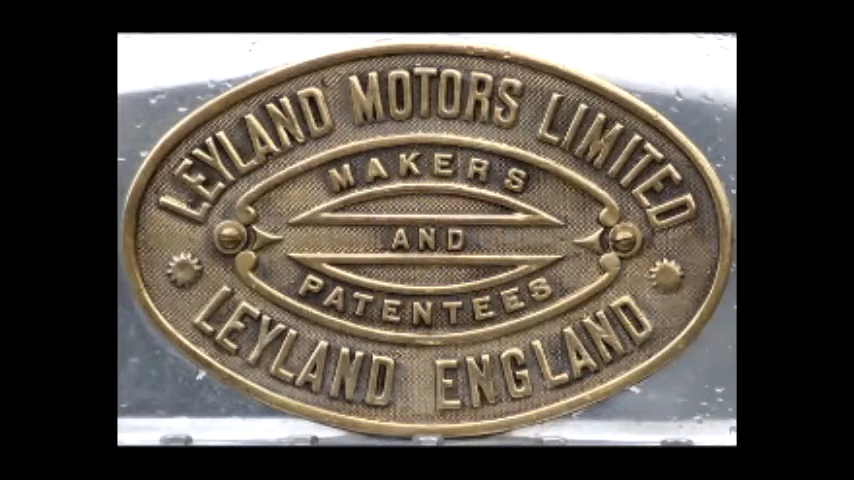 LEYLAND MOTORS LIMITED
MAKERS
AND
PATENTEES
LEYLAND ENGLAND